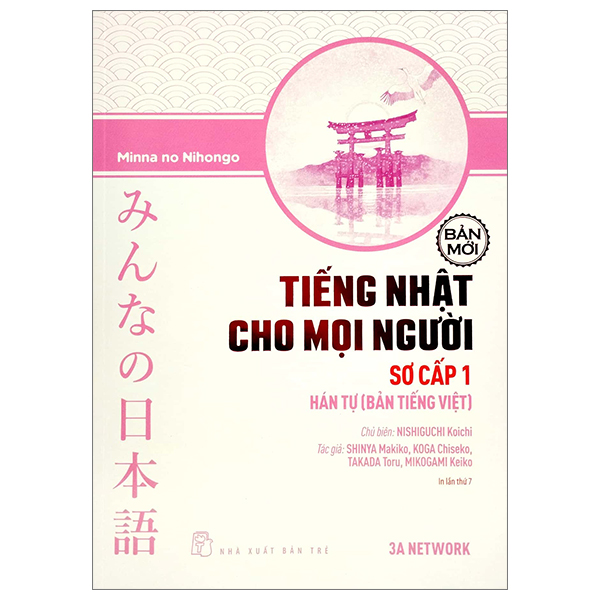 Minna no Nihongo
みんなの日本語
BẢN
MỚI
TIẾNG NHẬT
CHO MỌI NGƯỜI
SƠ CẤP 1
HÁN TỰ (BẢN TIẾNG VIỆT)
Chủ biên: NISHIGUCHI Koichi
Tác giả: SHINYA Makiko, KOGA Chiseko,
TAKADA Toru, MIKOGAMI Keiko
In lần thứ 7
NHÀ XUẤT BẢN TRẺ
3A NETWORK